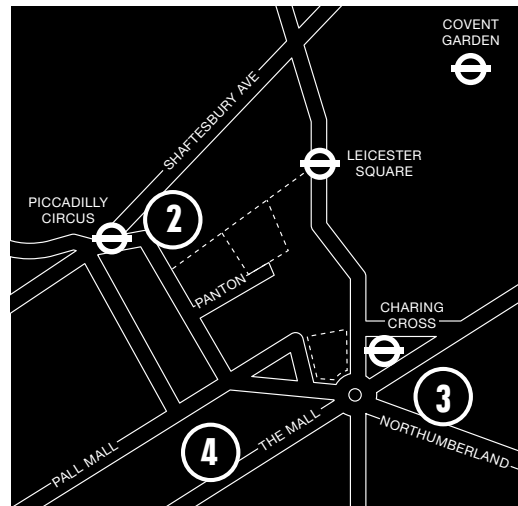 COVENT
GARDEN
SHAFTESBURY AVE
LEICESTER
SQUARE
PICCADILLY
CIRCUS
2
PANTON
CHARING
CROSS
3
4
PALL MALL
THE MALL
NORTHUMBERLAND